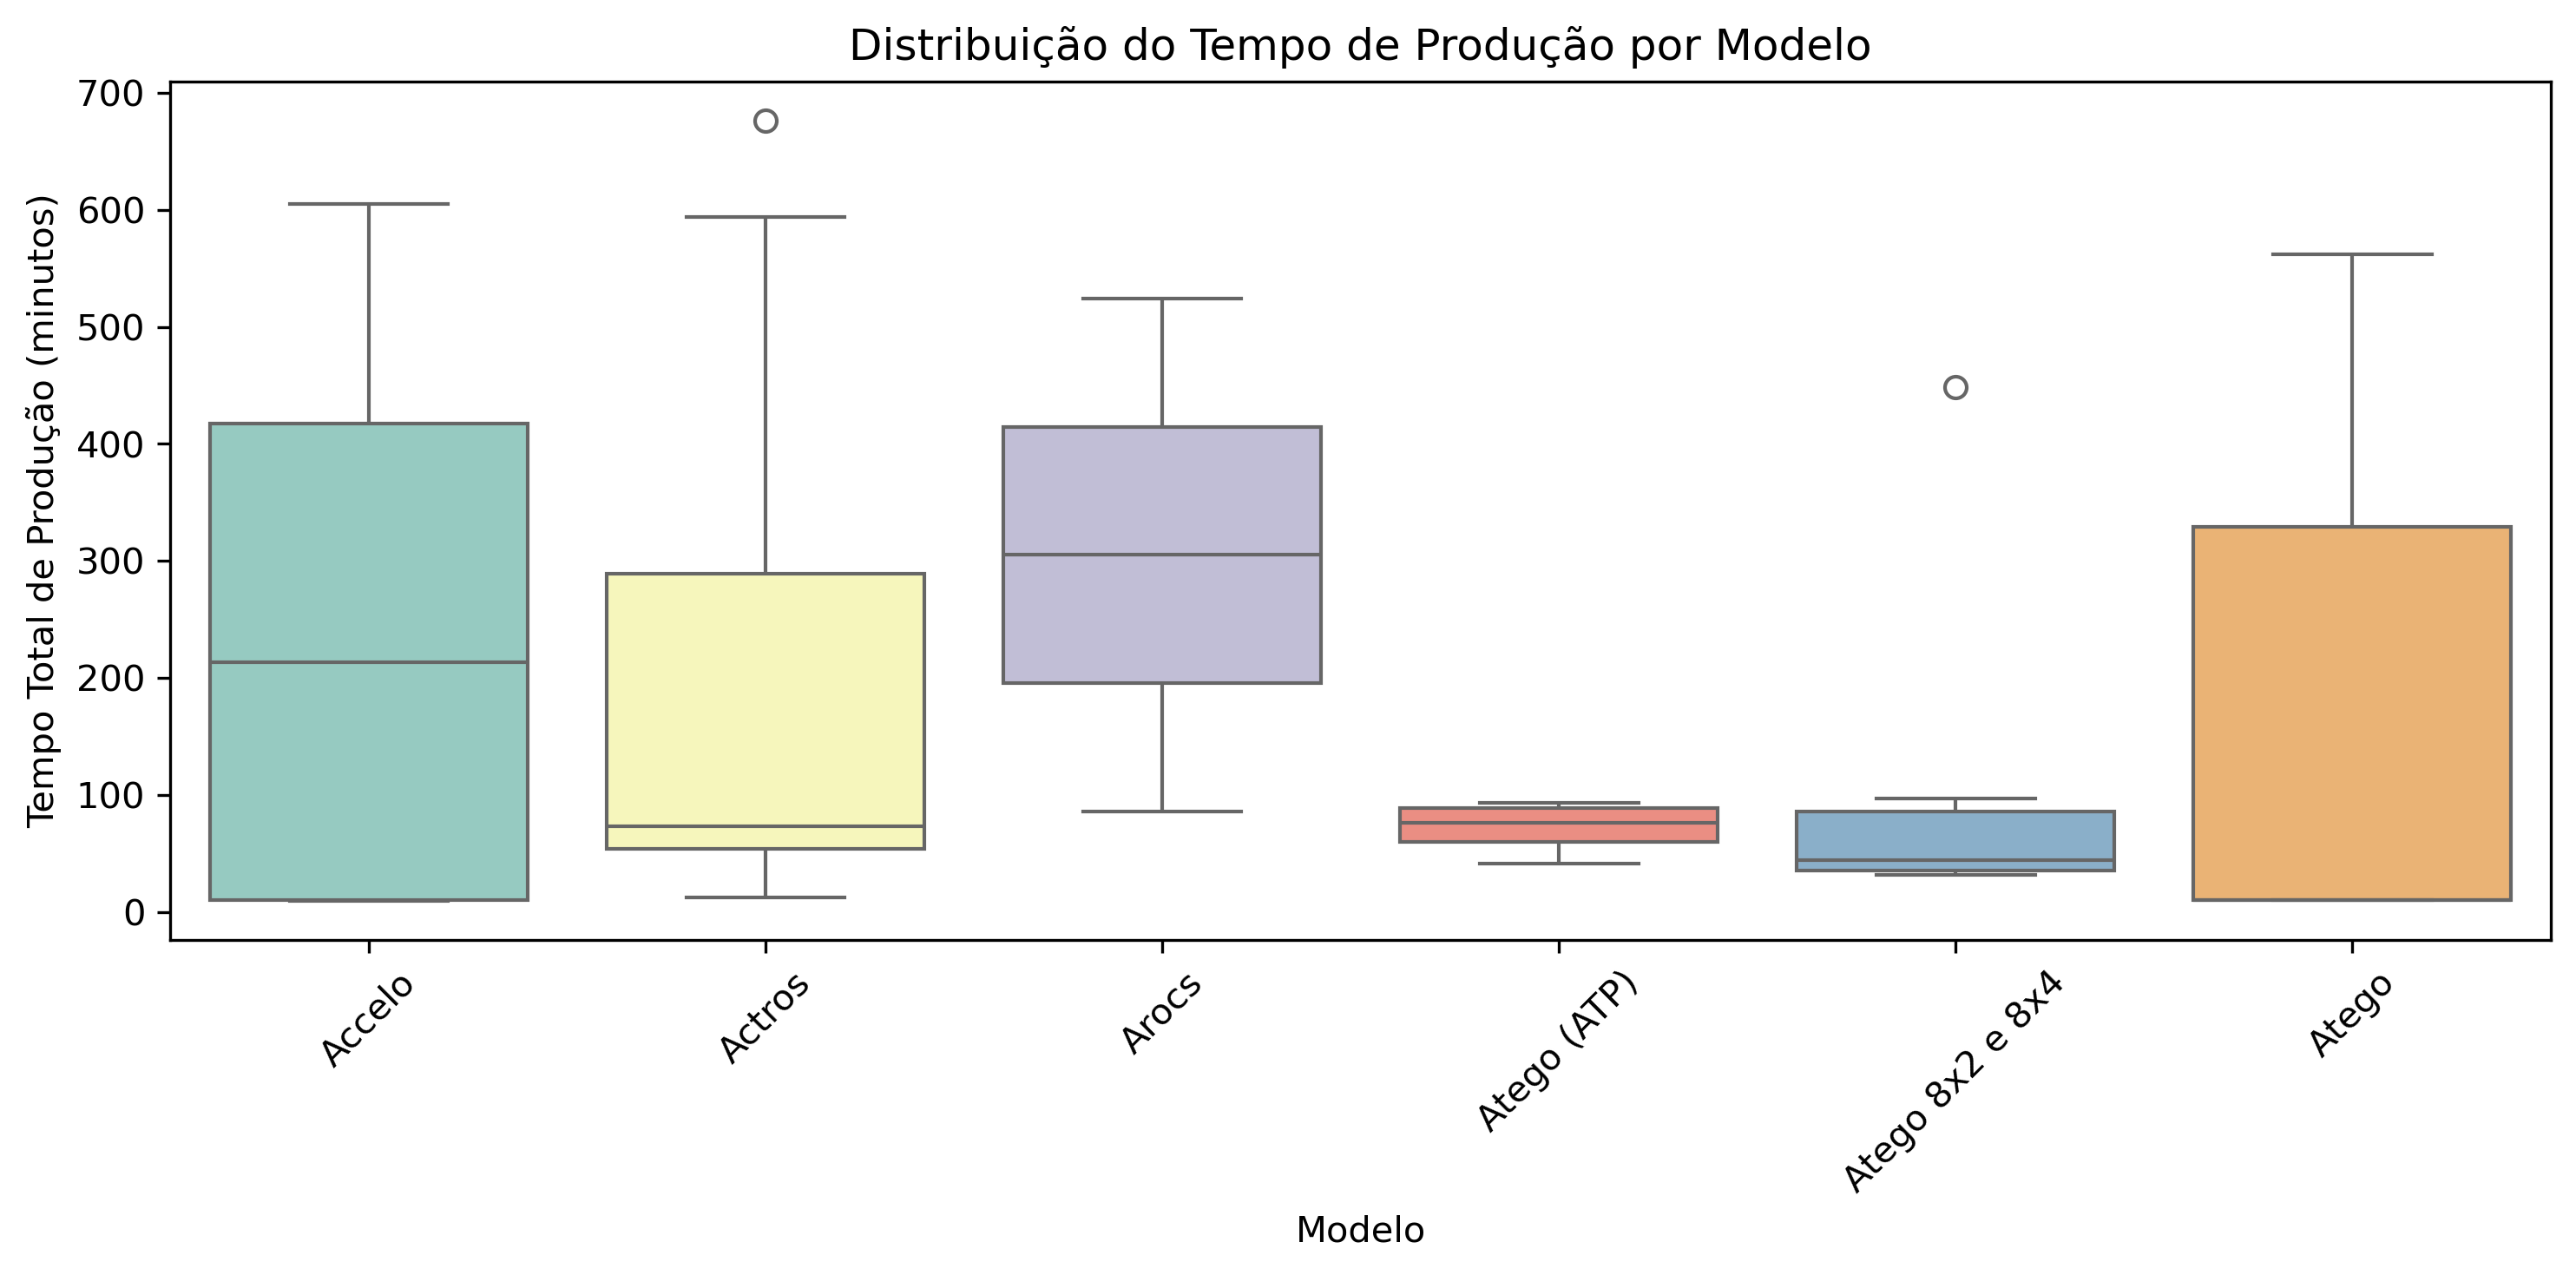 Distribuição do Tempo de Produção por Modelo
Tempo Total de Produção (minutos)
700
600
500
400
300
200
100
0
Accelo
Actros
Arocs
Atego (ATP)
Atego 8x2 e 8x4
Atego
Modelo